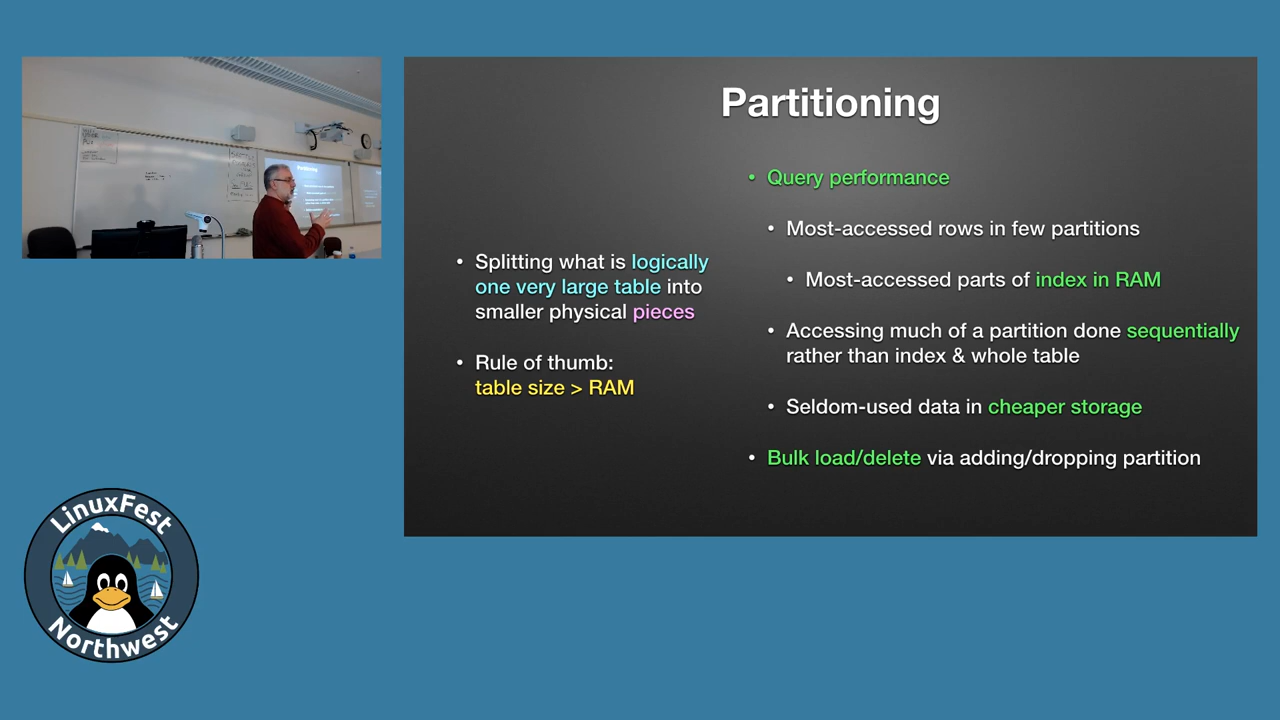 Partitioning
• Splitting what is logically
one very large table into
smaller physical pieces
• Rule of thumb:
table size > RAM
• Query performance
• Most-accessed rows in few partitions
• Most-accessed parts of index in RAM
• Accessing much of a partition done sequentially
rather than index & whole table
• Seldom-used data in cheaper storage
• Bulk load/delete via adding/dropping partition
Partitioning
LinuxFest
Northwest